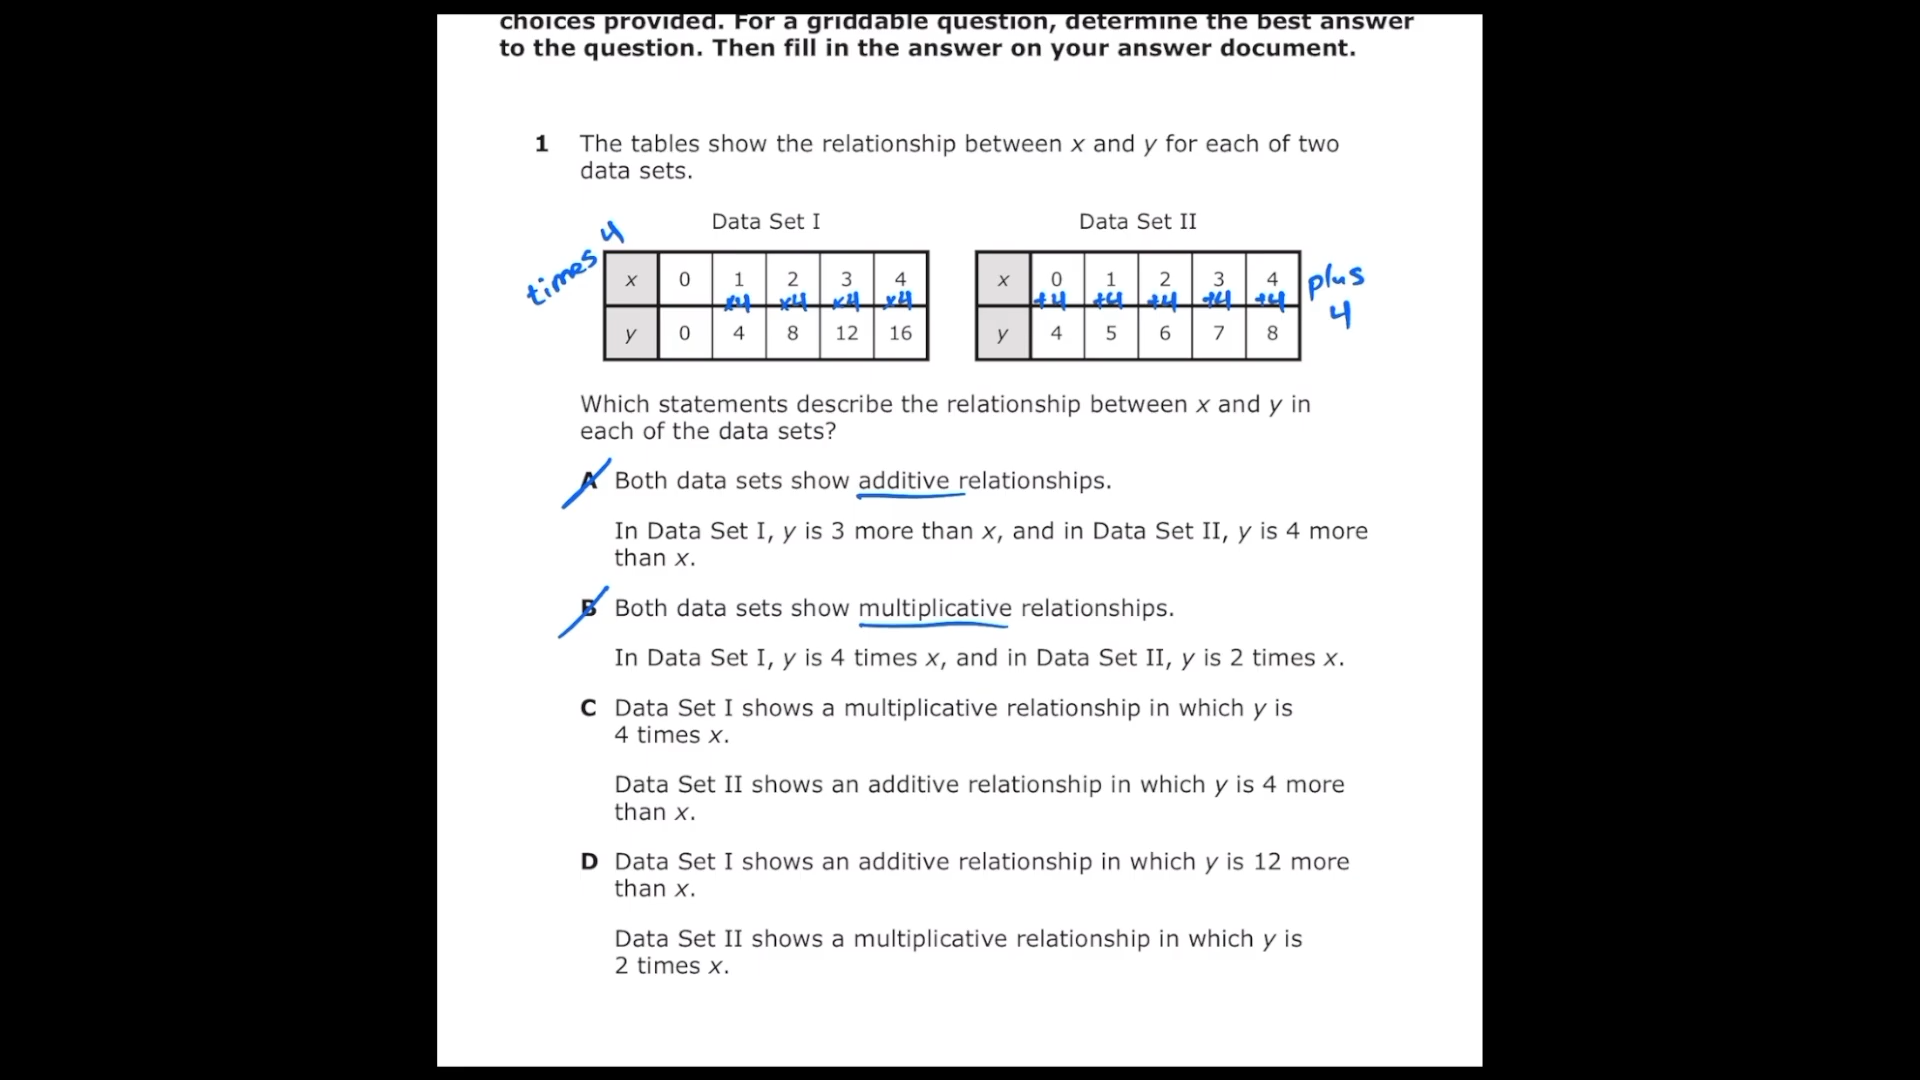 choices provided. For a griddable question, determine the best answer
to the question. Then fill in the answer on your answer document.
1 The tables show the relationship between x and y for each of two
data sets.
Data Set I Data Set II
times 4
x 0 1 2 3 4
x4 x4 x4 x4
y 0 4 8 12 16
x 0 1 2 3 4
+4 +4 +4 +4 +4
y 4 5 6 7 8
plus
4
Which statements describe the relationship between x and y in
each of the data sets?
A Both data sets show additive relationships.
In Data Set I, y is 3 more than x, and in Data Set II, y is 4 more
than x.
B Both data sets show multiplicative relationships.
In Data Set I, y is 4 times x, and in Data Set II, y is 2 times x.
C Data Set I shows a multiplicative relationship in which y is
4 times x.
Data Set II shows an additive relationship in which y is 4 more
than x.
D Data Set I shows an additive relationship in which y is 12 more
than x.
Data Set II shows a multiplicative relationship in which y is
2 times x.